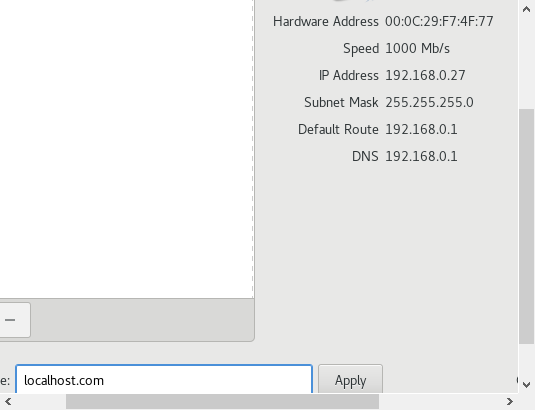 Hardware Address 00:0C:29:F7:4F:77
Speed 1000 Mb/s
IP Address 192.168.0.27
Subnet Mask 255.255.255.0
Default Route 192.168.0.1
DNS 192.168.0.1
e: localhost.com Apply